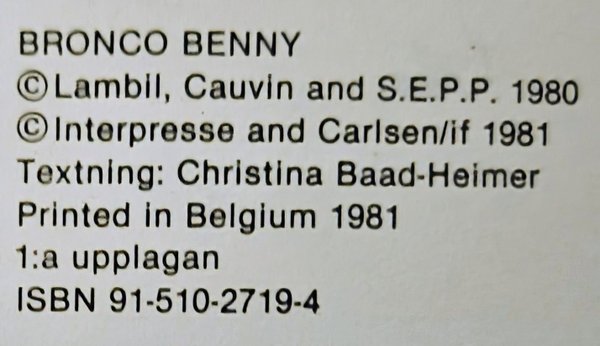 BRONCO BENNY
©Lambil, Cauvin and S.E.P.P. 1980
©Interpresse and Carlsen/if 1981
Textning: Christina Baad-Heimer
Printed in Belgium 1981
1:a upplagan
ISBN 91-510-2719-4